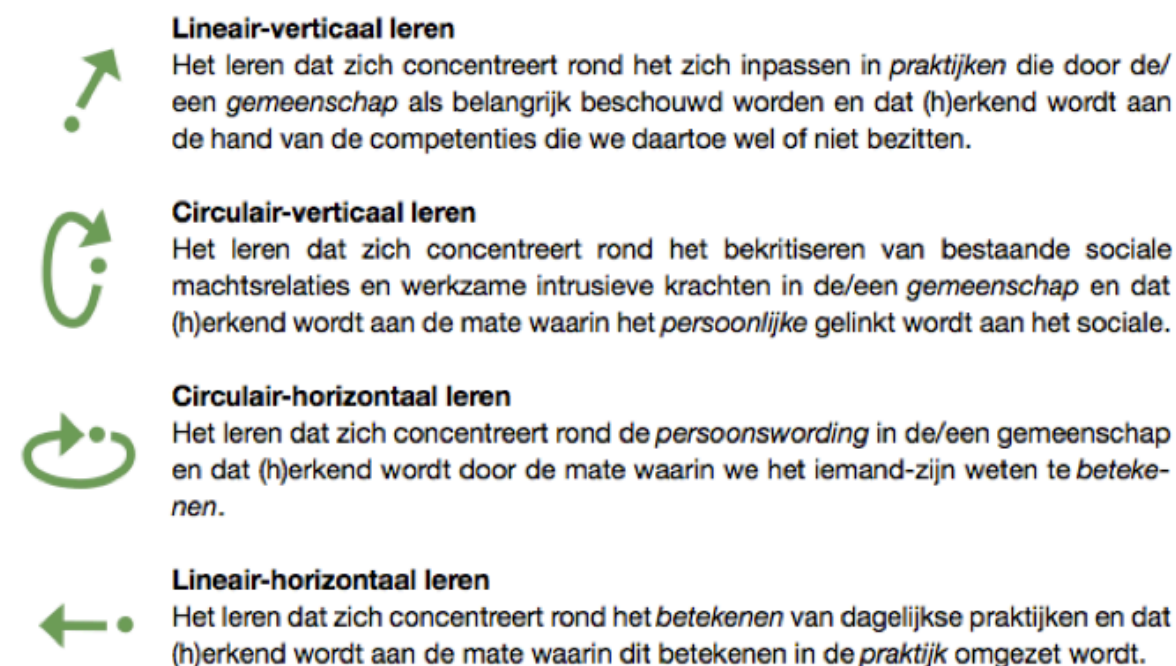 Lineair-verticaal leren
Het leren dat zich concentreert rond het zich inpassen in praktijken die door de/
een gemeenschap als belangrijk beschouwd worden en dat (h)erkend wordt aan
de hand van de competenties die we daartoe wel of niet bezitten.
Circulair-verticaal leren
Het leren dat zich concentreert rond het bekritiseren van bestaande sociale
machtsrelaties en werkzame intrusieve krachten in de/een gemeenschap en dat
(h)erkend wordt aan de mate waarin het persoonlijke gelinkt wordt aan het sociale.
Circulair-horizontaal leren
Het leren dat zich concentreert rond de persoonswording in de/een gemeenschap
en dat (h)erkend wordt door de mate waarin we het iemand-zijn weten te beteke-
nen.
Lineair-horizontaal leren
Het leren dat zich concentreert rond het betekenen van dagelijkse praktijken en dat
(h)erkend wordt aan de mate waarin dit betekenen in de praktijk omgezet wordt.